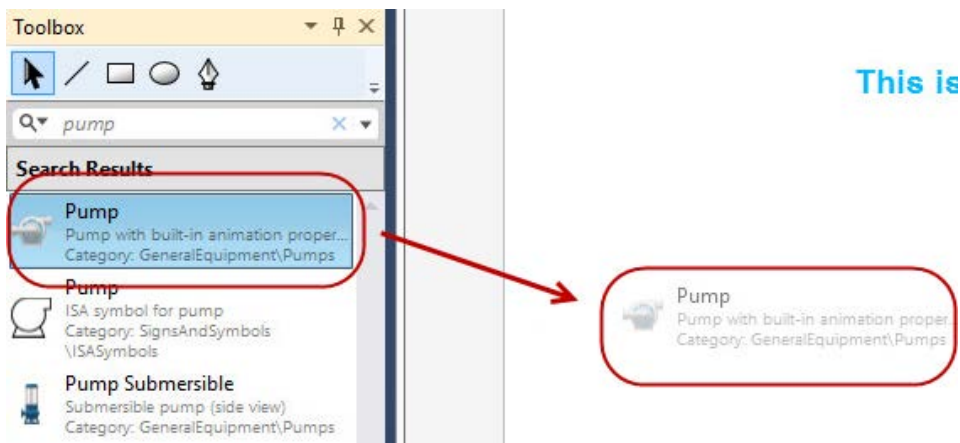 Toolbox
This is
pump
Search Results
Pump
Pump with built-in animation proper...
Category: GeneralEquipment\Pumps
Pump
ISA symbol for pump
Category: SignsAndSymbols
\ISASymbols
Pump Submersible
Submersible pump (side view)
Category: GeneralEquipment\Pumps
Pump
Pump with built-in animation proper..
Category: GeneralEquipment\Pumps